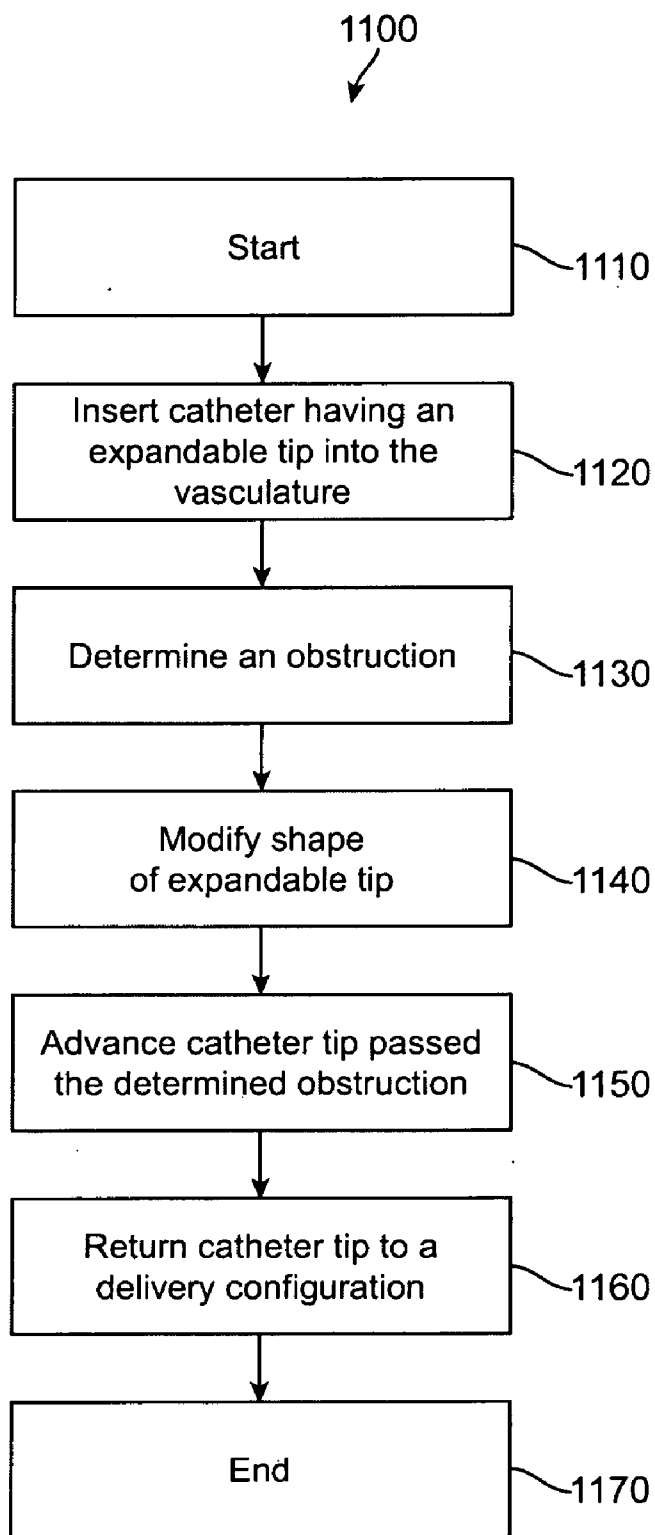 1100
Start
1110
Insert catheter having an
expandable tip into the
vasculature
1120
Determine an obstruction
1130
Modify shape
of expandable tip
1140
Advance catheter tip passed
the determined obstruction
1150
Return catheter tip to a
delivery configuration
1160
End
1170